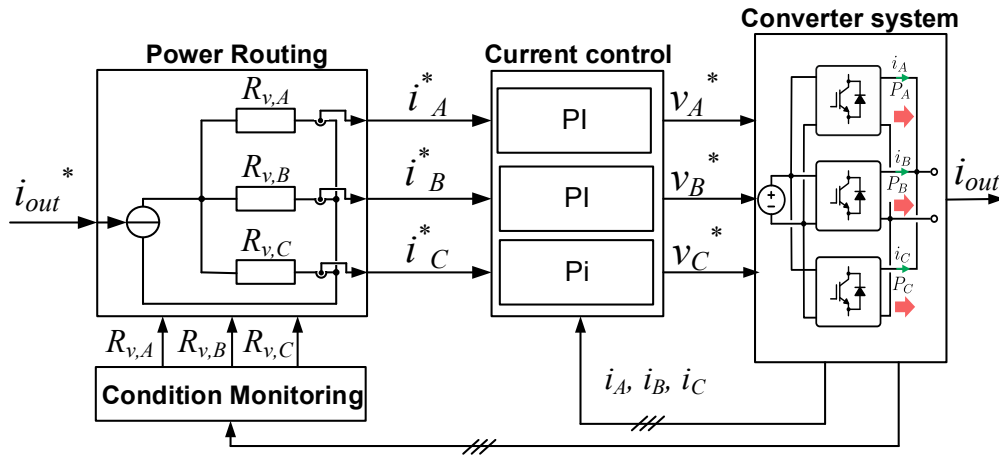 Power Routing
Current control
Converter system
R_{v,A}
R_{v,B}
R_{v,C}
i_{out}^*
i^*_A
i^*_B
i^*_C
PI
PI
Pi
v_A^*
v_B^*
v_C^*
i_A
P_A
i_B
P_B
i_C
P_C
i_{out}
R_{v,A} R_{v,B} R_{v,C}
Condition Monitoring
i_A, i_B, i_C